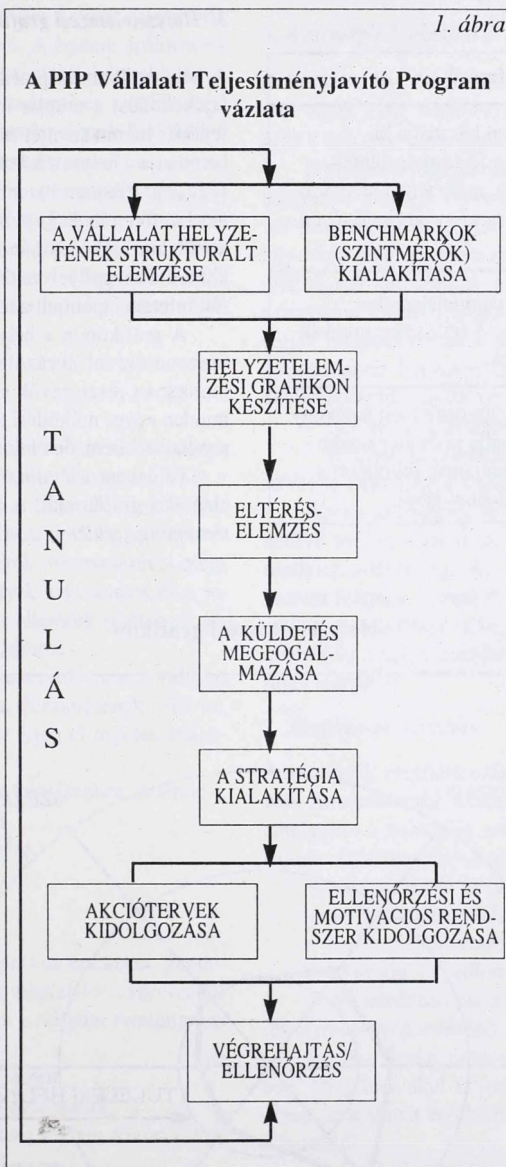 1. ábra
A PIP Vállalati Teljesítményjavító Program
vázlata
A VÁLLALAT HELYZE-
TÉNEK STRUKTURÁLT
ELEMZÉSE
BENCHMARKOK
(SZINTMÉRŐK)
KIALAKÍTÁSA
HELYZETELEM-
ZÉSI GRAFIKON
KÉSZÍTÉSE
T
A
N
U
L
Á
S
ELTÉRÉS-
ELEMZÉS
A KÜLDETÉS
MEGFOGAL-
MAZÁSA
A STRATÉGIA
KIALAKÍTÁSA
AKCIÓTERVEK
KIDOLGOZÁSA
ELLENŐRZÉSI ÉS
MOTIVÁCIÓS REND-
SZER KIDOLGOZÁSA
VÉGREHAJTÁS/
ELLENŐRZÉS